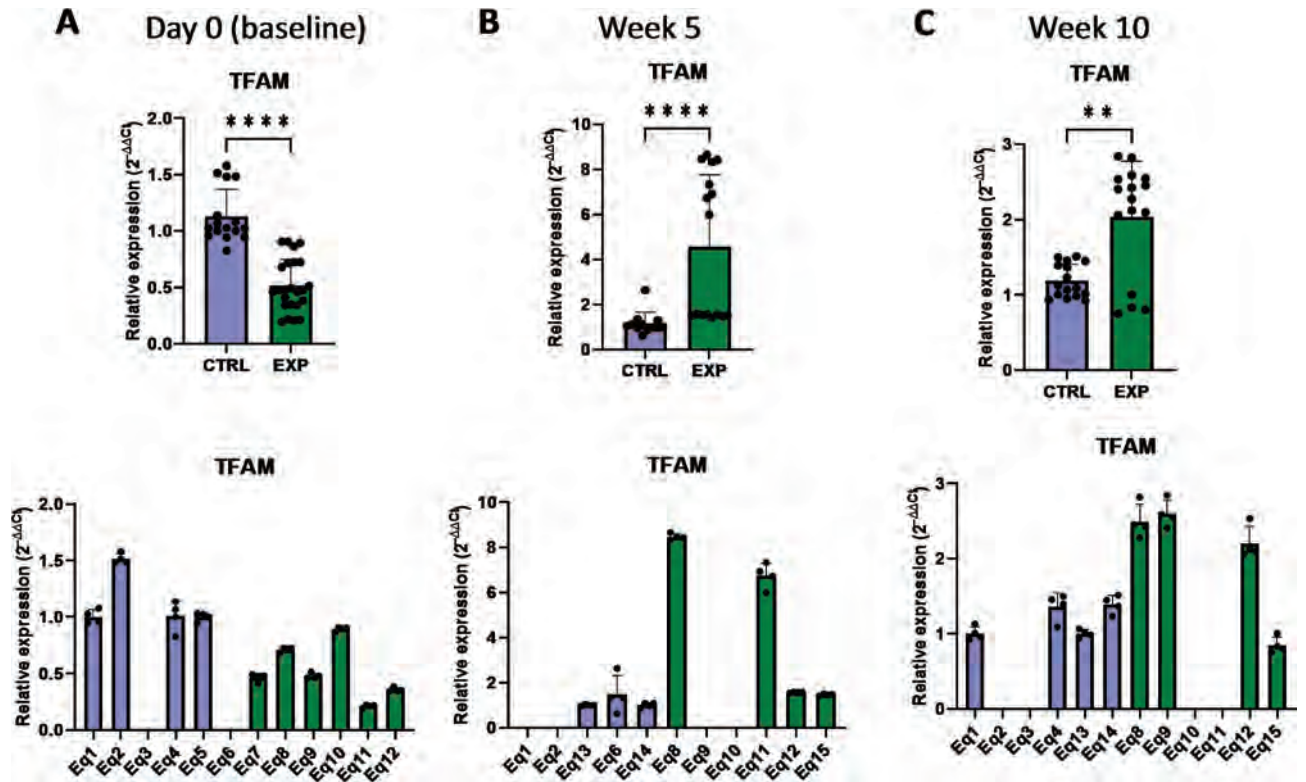 A Day 0 (baseline)
B Week 5
C Week 10
TFAM
****
Relative expression (2^-ΔΔCt)
2.0
1.5
1.0
0.5
0.0
CTRL EXP
TFAM
****
Relative expression (2^-ΔΔCt)
10
8
6
4
2
0
CTRL EXP
TFAM
**
Relative expression (2^-ΔΔCt)
3
2
1
0
CTRL EXP
TFAM
Relative expression (2^-ΔΔCt)
2.0
1.5
1.0
0.5
0.0
Eq1 Eq2 Eq3 Eq4 Eq5 Eq6 Eq7 Eq8 Eq9 Eq10 Eq11 Eq12
TFAM
Relative expression (2^-ΔΔCt)
10
8
6
4
2
0
Eq1 Eq2 Eq13 Eq6 Eq14 Eq8 Eq9 Eq10 Eq11 Eq12 Eq15
TFAM
Relative expression (2^-ΔΔCt)
3
2
1
0
Eq1 Eq2 Eq3 Eq4 Eq13 Eq14 Eq8 Eq9 Eq10 Eq11 Eq12 Eq15